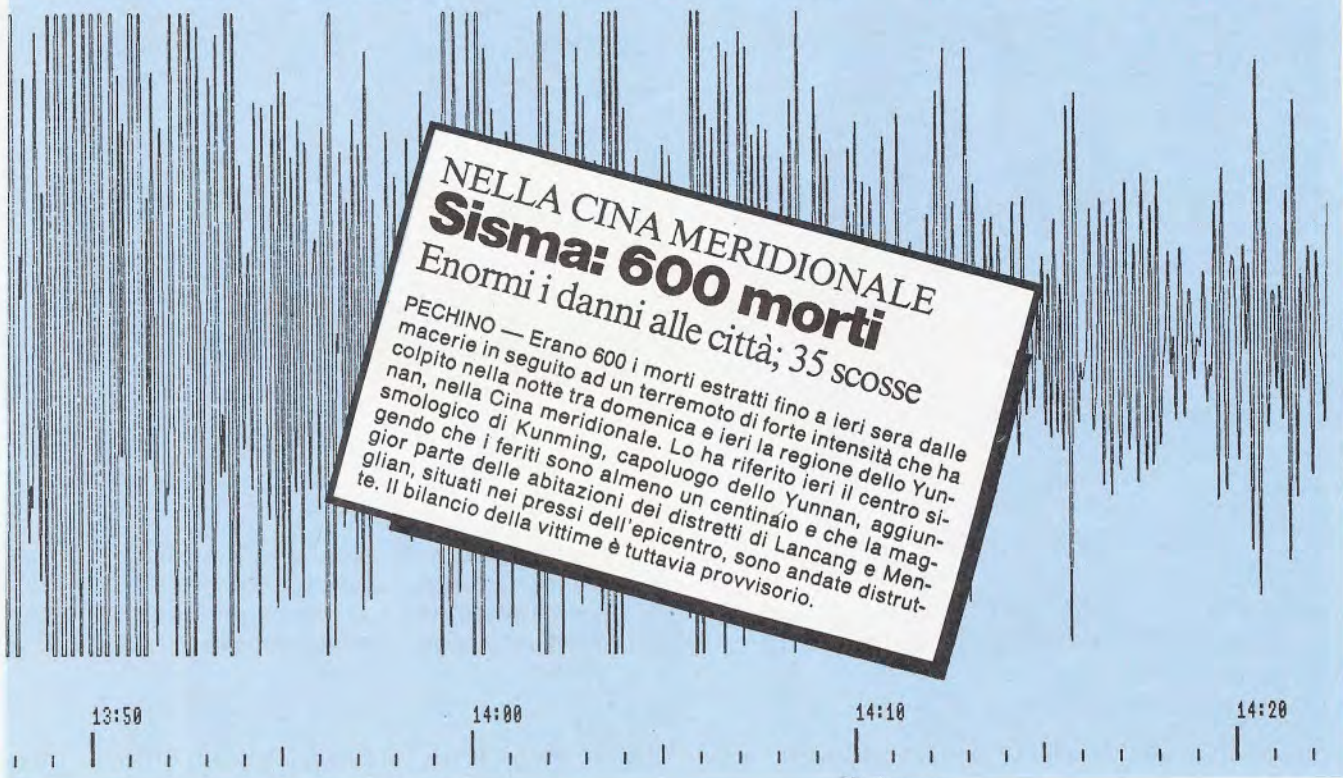 NELLA CINA MERIDIONALE
Sisma: 600 morti
Enormi i danni alle città; 35 scosse
PECHINO — Erano 600 i morti estratti fino a ieri sera dalle
macerie in seguito ad un terremoto di forte intensità che ha
colpito nella notte tra domenica e ieri la regione dello Yun-
nan, nella Cina meridionale. Lo ha riferito ieri il centro si-
smologico di Kunming, capoluogo dello Yunnan, aggiun-
gendo che i feriti sono almeno un centinaio e che la mag-
gior parte delle abitazioni dei distretti di Lancang e Men-
glian, situati nei pressi dell'epicentro, sono andate distrut-
te. Il bilancio della vittime è tuttavia provvisorio.
13:50 14:00 14:10 14:20